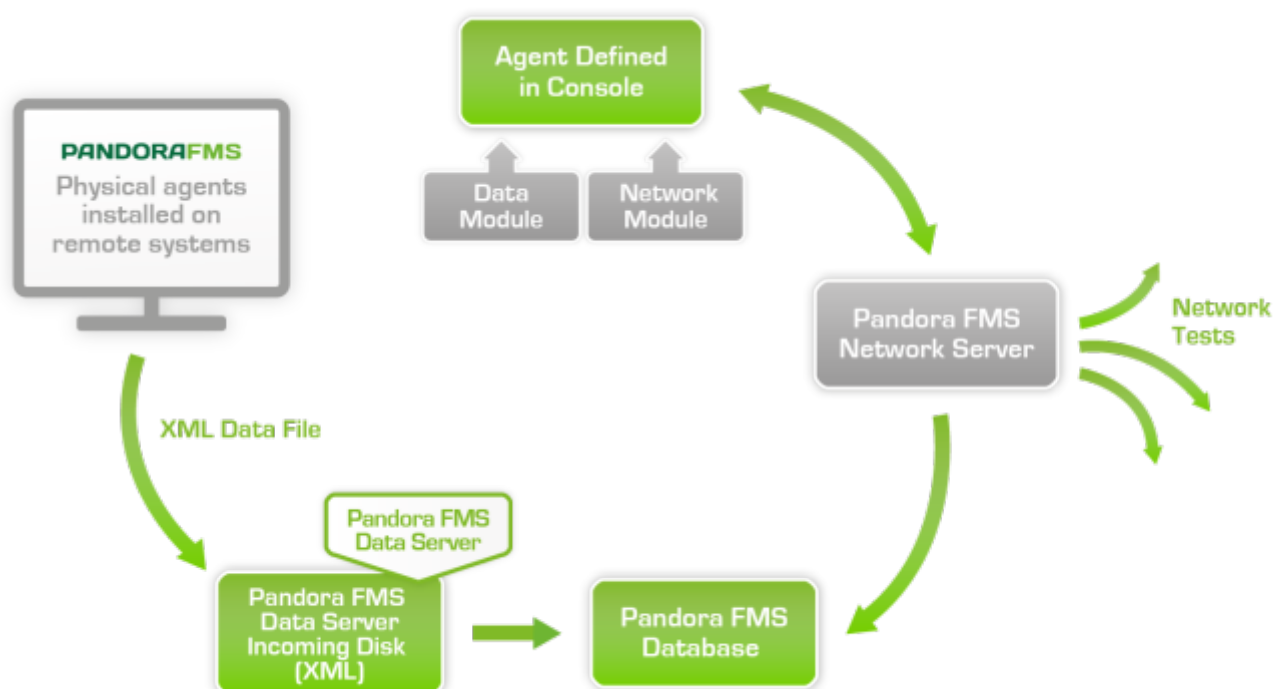 Agent Defined
in Console
PANDORAFMS
Physical agents
installed on
remote systems
Data
Module
Network
Module
Pandora FMS
Network Server
Network
Tests
XML Data File
Pandora FMS
Data Server
Pandora FMS
Data Server
Incoming Disk
(XML)
Pandora FMS
Database